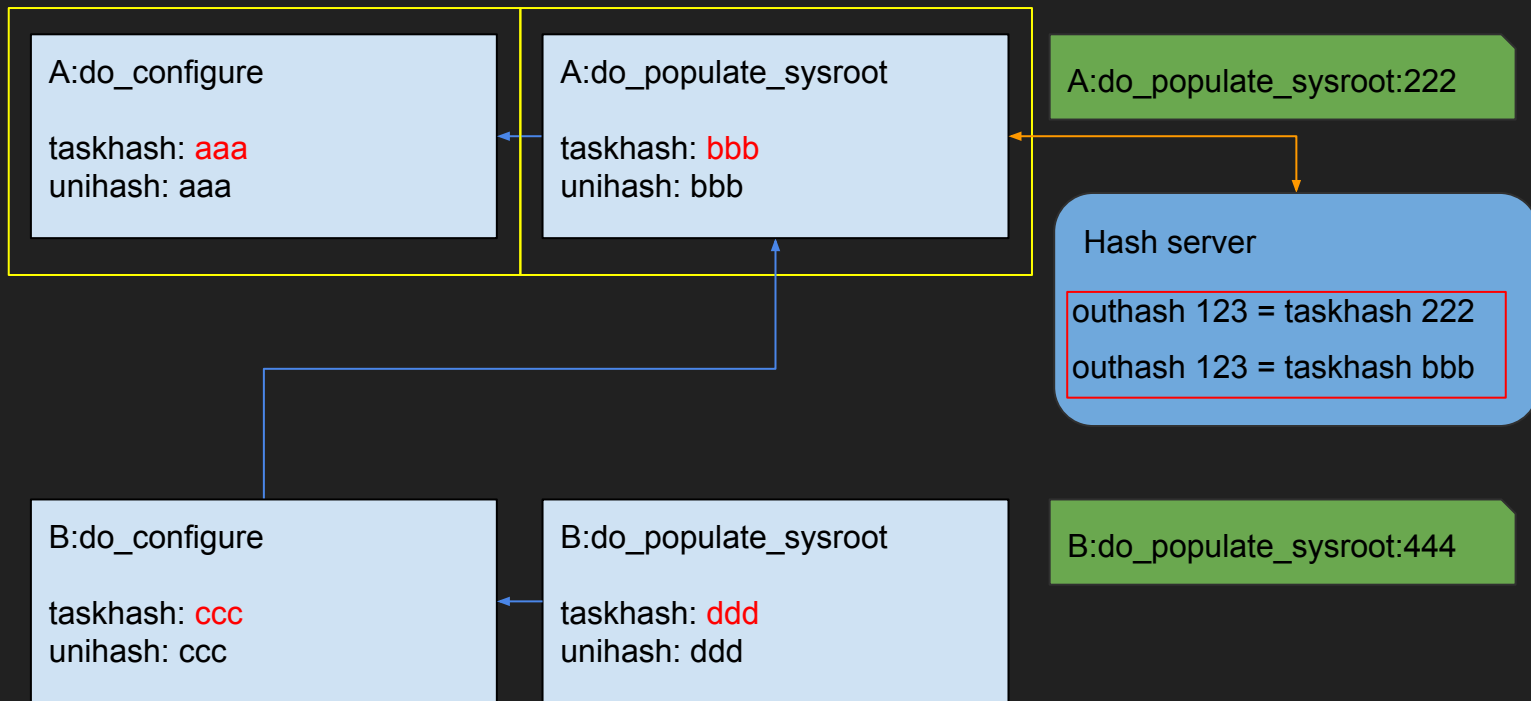 A:do_configure
taskhash: aaa
unihash: aaa
A:do_populate_sysroot
taskhash: bbb
unihash: bbb
A:do_populate_sysroot:222
Hash server
outhash 123 = taskhash 222
outhash 123 = taskhash bbb
B:do_configure
taskhash: ccc
unihash: ccc
B:do_populate_sysroot
taskhash: ddd
unihash: ddd
B:do_populate_sysroot:444